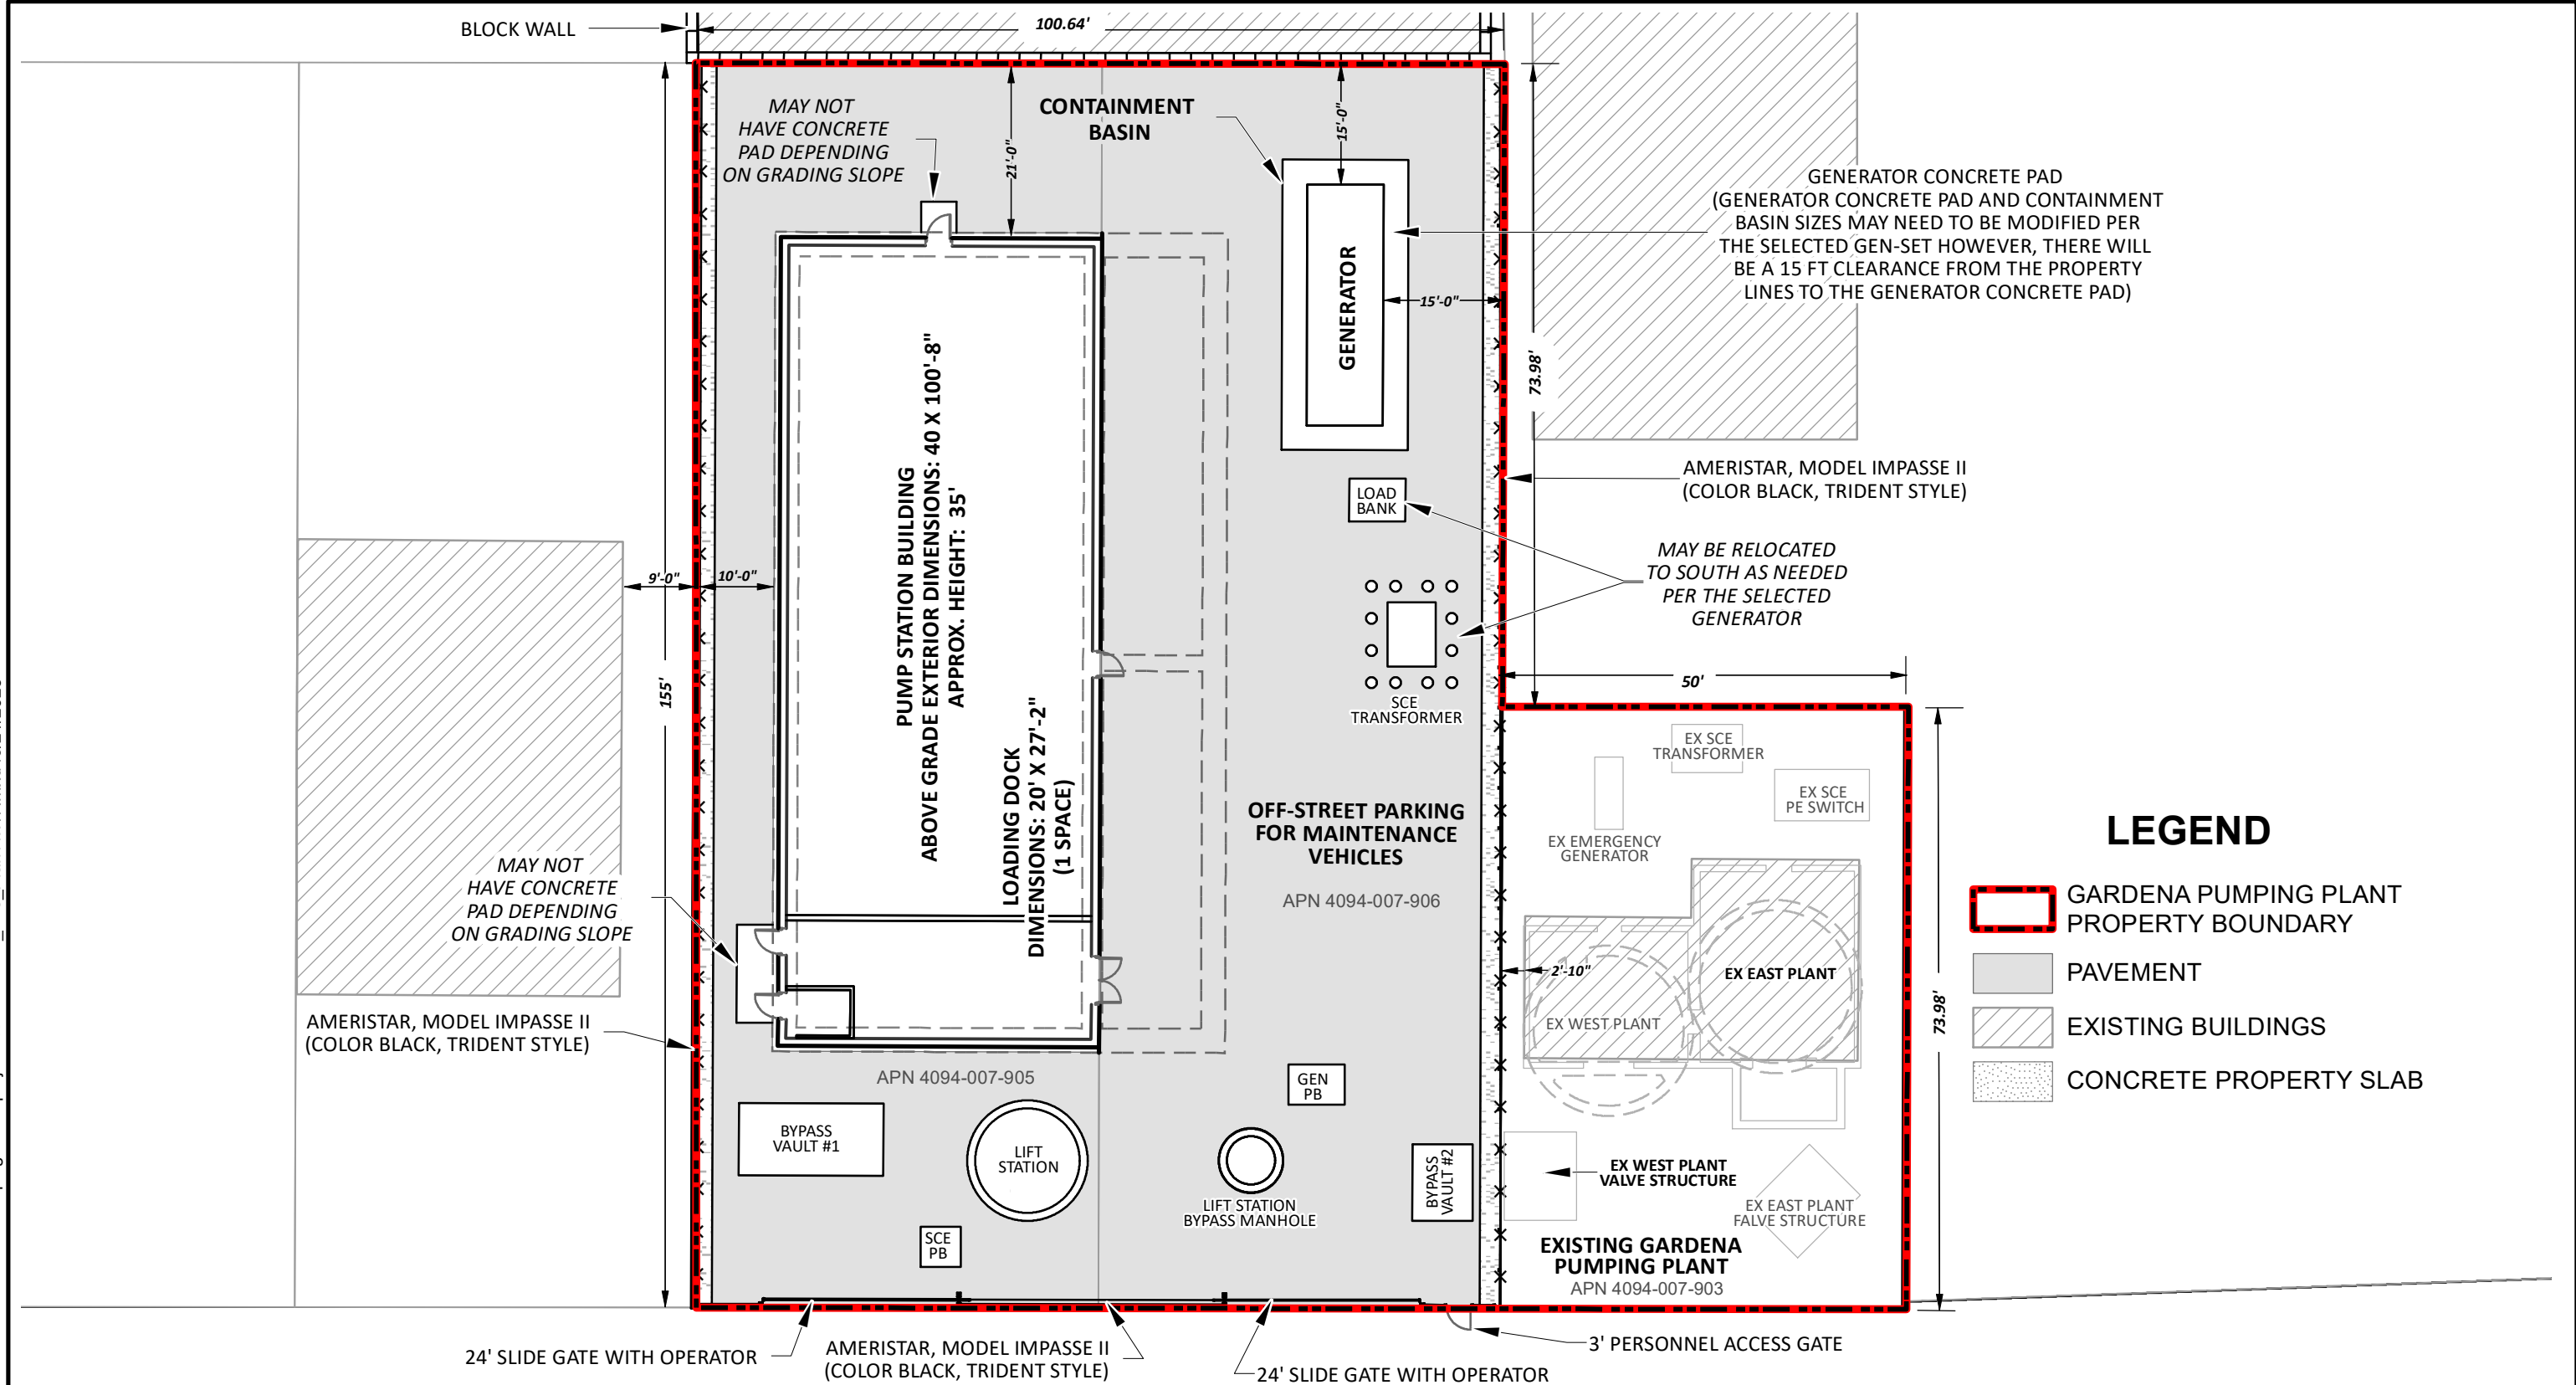 BLOCK WALL
100.64'
MAY NOT
HAVE CONCRETE
PAD DEPENDING
ON GRADING SLOPE
21'-0"
CONTAINMENT
BASIN
15'-0"
GENERATOR CONCRETE PAD
(GENERATOR CONCRETE PAD AND CONTAINMENT
BASIN SIZES MAY NEED TO BE MODIFIED PER
THE SELECTED GEN-SET HOWEVER, THERE WILL
BE A 15 FT CLEARANCE FROM THE PROPERTY
LINES TO THE GENERATOR CONCRETE PAD)
GENERATOR
15'-0"
73.98'
PUMP STATION BUILDING
ABOVE GRADE EXTERIOR DIMENSIONS: 40 X 100'-8"
APPROX. HEIGHT: 35'
AMERISTAR, MODEL IMPASSE II
(COLOR BLACK, TRIDENT STYLE)
LOAD
BANK
MAY BE RELOCATED
TO SOUTH AS NEEDED
PER THE SELECTED
GENERATOR
9'-0"
10'-0"
155'
SCE
TRANSFORMER
50'
LOADING DOCK
DIMENSIONS: 20' X 27'-2"
(1 SPACE)
EX SCE
TRANSFORMER
EX SCE
PE SWITCH
EX EMERGENCY
GENERATOR
OFF-STREET PARKING
FOR MAINTENANCE
VEHICLES
APN 4094-007-906
MAY NOT
HAVE CONCRETE
PAD DEPENDING
ON GRADING SLOPE
2'-10"
EX EAST PLANT
EX WEST PLANT
73.98'
LEGEND
GARDENA PUMPING PLANT
PROPERTY BOUNDARY
PAVEMENT
EXISTING BUILDINGS
CONCRETE PROPERTY SLAB
AMERISTAR, MODEL IMPASSE II
(COLOR BLACK, TRIDENT STYLE)
APN 4094-007-905
GEN
PB
BYPASS
VAULT #1
LIFT
STATION
LIFT STATION
BYPASS MANHOLE
BYPASS
VAULT #2
EX WEST PLANT
VALVE STRUCTURE
EX EAST PLANT
FALVE STRUCTURE
SCE
PB
EXISTING GARDENA
PUMPING PLANT
APN 4094-007-903
24' SLIDE GATE WITH OPERATOR
AMERISTAR, MODEL IMPASSE II
(COLOR BLACK, TRIDENT STYLE)
24' SLIDE GATE WITH OPERATOR
3' PERSONNEL ACCESS GATE